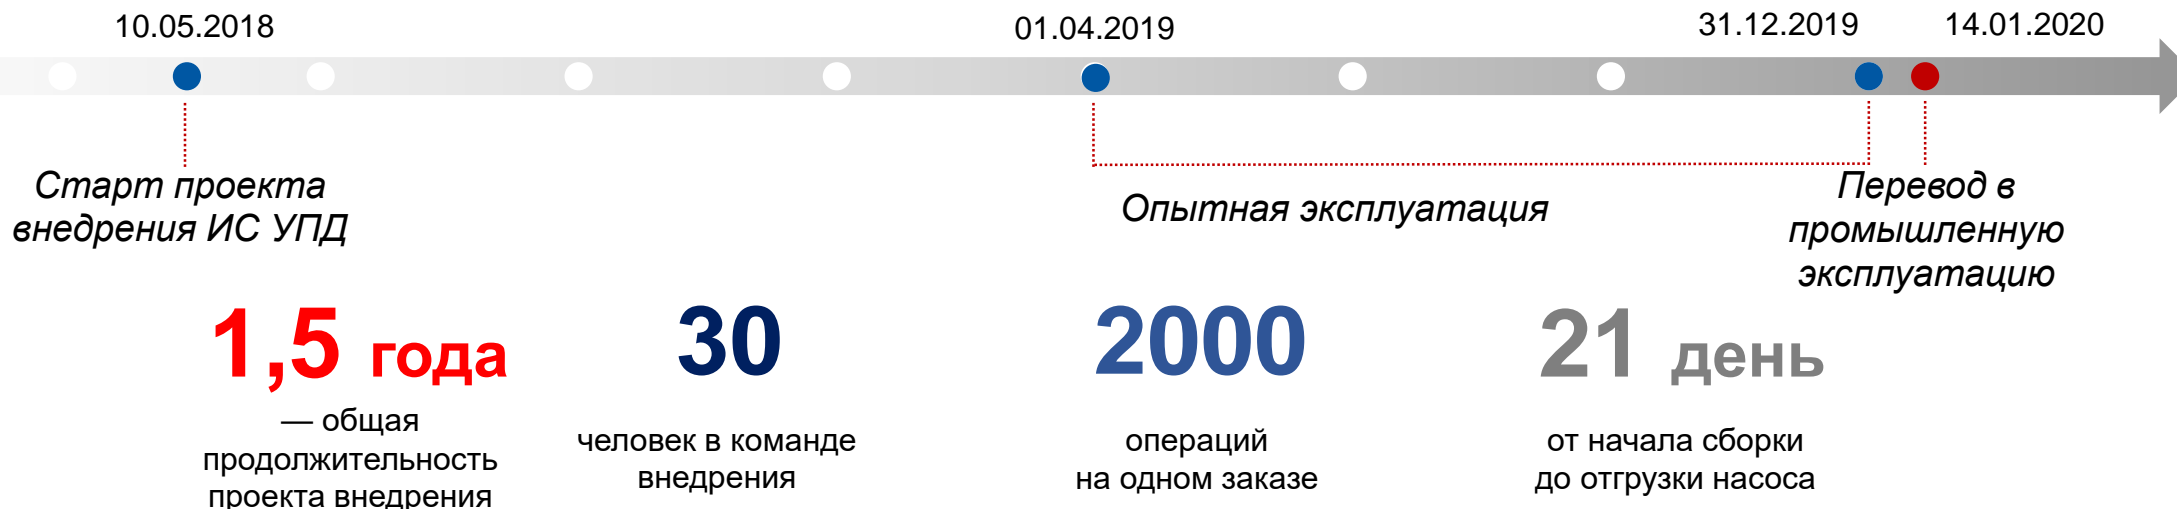 10.05.2018
01.04.2019
31.12.2019
14.01.2020
Старт проекта
внедрения ИС УПД
Опытная эксплуатация
Перевод в
промышленную
эксплуатацию
1,5 года
— общая
продолжительность
проекта внедрения
30
человек в команде
внедрения
2000
операций
на одном заказе
21 день
от начала сборки
до отгрузки насоса